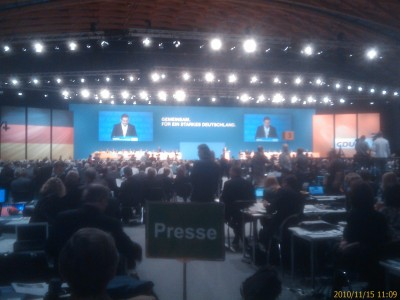 GEMEINSAM.
FÜR EIN STARKES DEUTSCHLAND.
CDU
Presse
2010/11/15 11:09